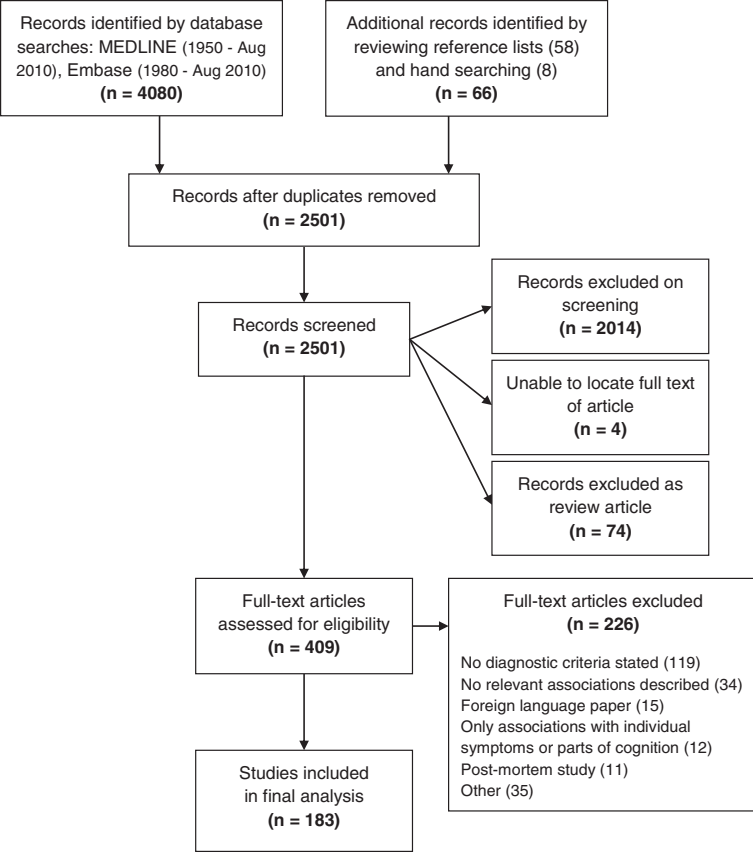 Records identified by database
searches: MEDLINE (1950 - Aug
2010), Embase (1980 - Aug 2010)
(n = 4080)
Additional records identified by
reviewing reference lists (58)
and hand searching (8)
(n = 66)
Records after duplicates removed
(n = 2501)
Records screened
(n = 2501)
Records excluded on
screening
(n = 2014)
Unable to locate full text
of article
(n = 4)
Records excluded as
review article
(n = 74)
Full-text articles
assessed for eligibility
(n = 409)
Full-text articles excluded
(n = 226)
No diagnostic criteria stated (119)
No relevant associations described (34)
Foreign language paper (15)
Only associations with individual
symptoms or parts of cognition (12)
Post-mortem study (11)
Other (35)
Studies included
in final analysis
(n = 183)